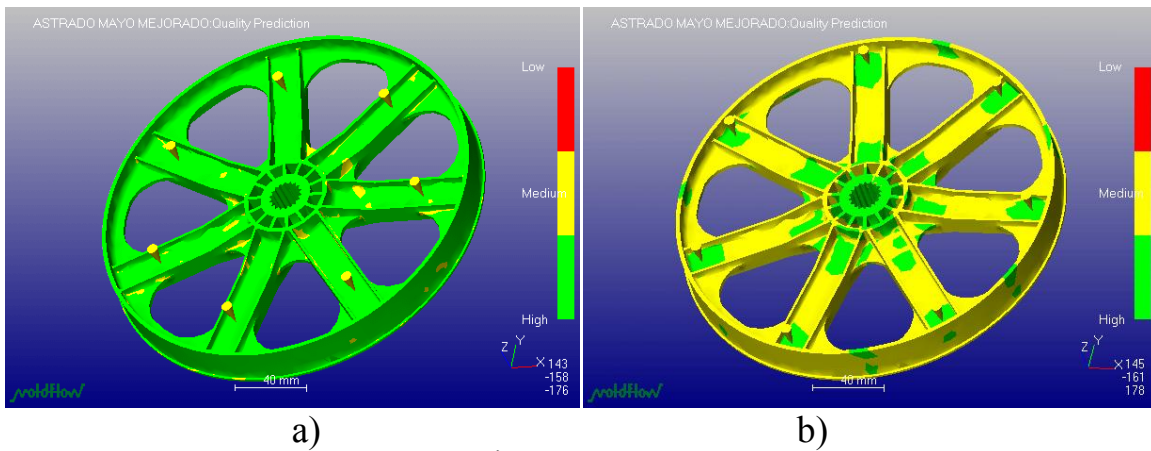 ASTRADO MAYO MEJORADO:Quality Prediction
Low
Medium
High
Z Y
X 143
-158
-176
40 mm
moldflow
ASTRADO MAYO MEJORADO:Quality Prediction
Low
Medium
High
Z Y
X 145
-161
178
40 mm
moldflow
a)
b)